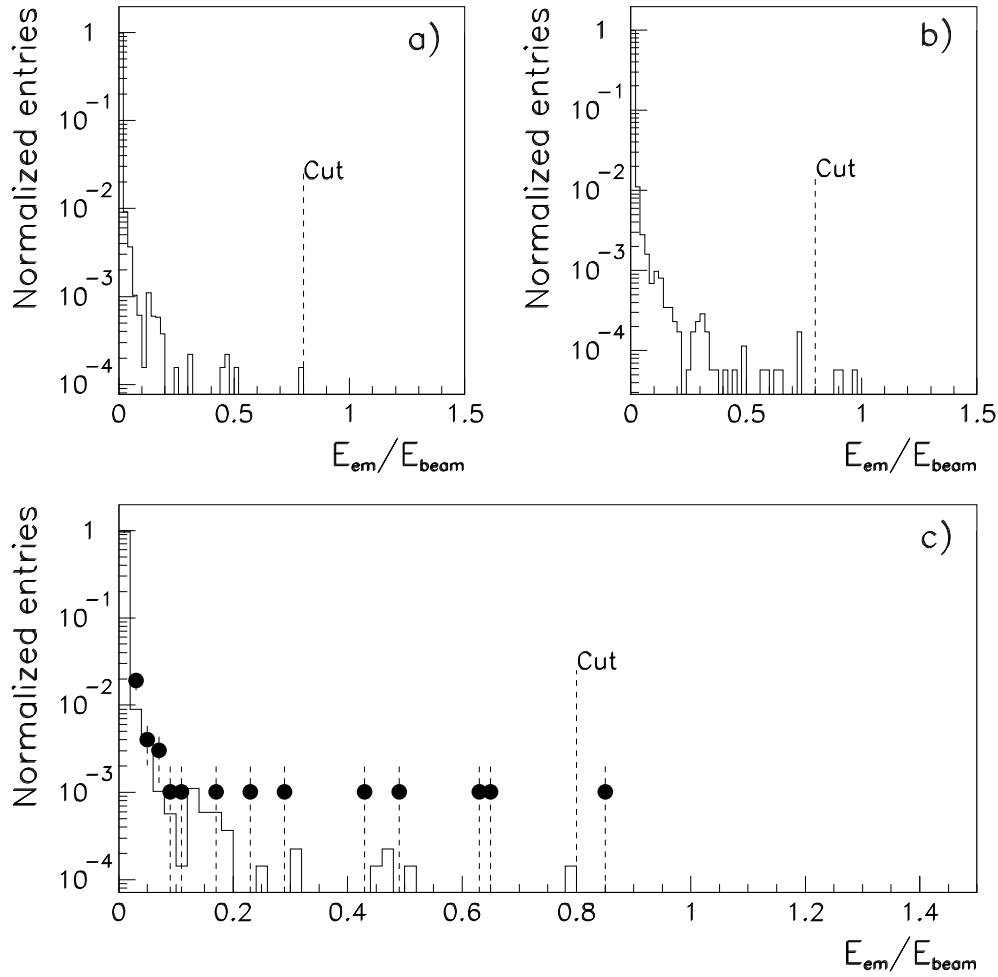 a)
Normalized entries
1
10^-1
10^-2
10^-3
10^-4
Cut
0 0.5 1 1.5
E_em/E_beam
b)
Normalized entries
1
10^-1
10^-2
10^-3
10^-4
Cut
0 0.5 1 1.5
E_em/E_beam
c)
Normalized entries
1
10^-1
10^-2
10^-3
10^-4
Cut
0 0.2 0.4 0.6 0.8 1 1.2 1.4
E_em/E_beam